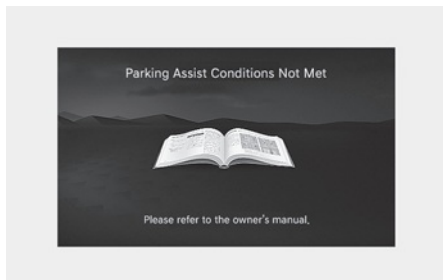 Parking Assist Conditions Not Met
Please refer to the owner's manual.